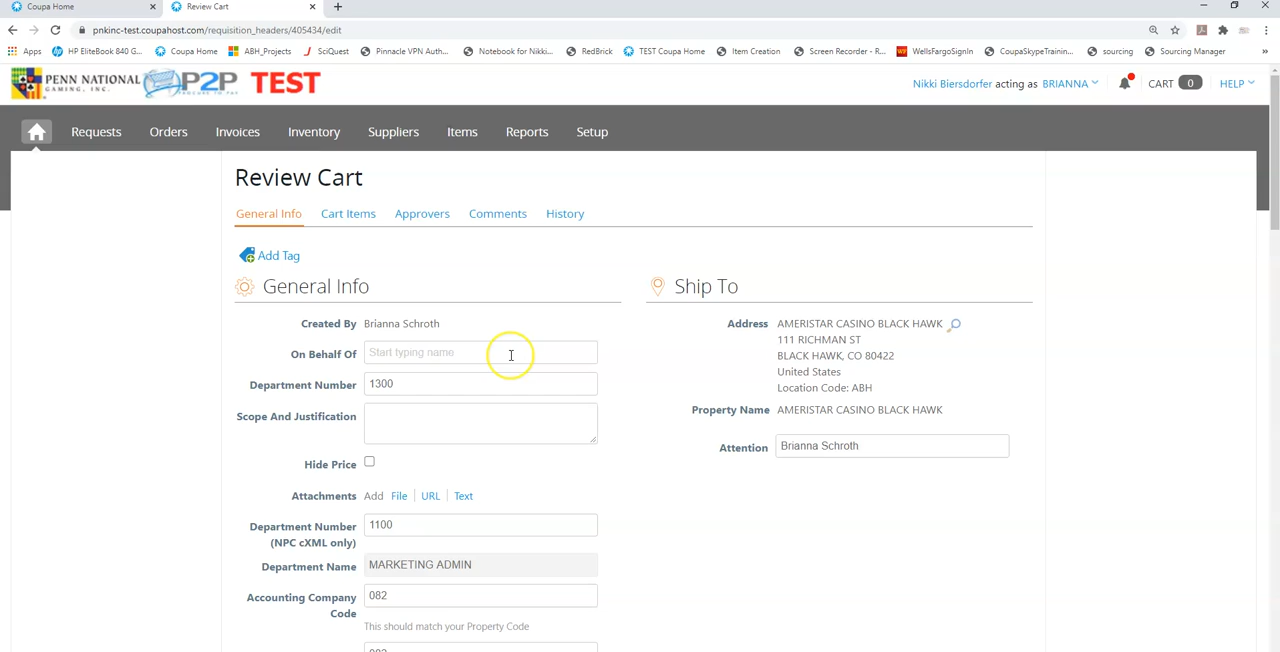 Coupa Home
Review Cart
pnkinc-test.coupahost.com/requisition_headers/405434/edit
Apps
HP EliteBook 840 G...
Coupa Home
ABH_Projects
SciQuest
Pinnacle VPN Auth...
Notebook for Nikki...
RedBrick
TEST Coupa Home
Item Creation
Screen Recorder - R...
WellsFargoSignIn
CoupaSkypeTrainin...
sourcing
Sourcing Manager
PENN NATIONAL
GAMING, INC.
P2P
PROCURE TO PAY
TEST
Nikki Biersdorfer acting as BRIANNA
CART 0
HELP
Requests
Orders
Invoices
Inventory
Suppliers
Items
Reports
Setup
Review Cart
General Info
Cart Items
Approvers
Comments
History
Add Tag
General Info
Created By Brianna Schroth
On Behalf Of Start typing name
Department Number 1300
Scope And Justification
Hide Price
Attachments Add File URL Text
Department Number 1100
(NPC cXML only)
Department Name MARKETING ADMIN
Accounting Company 082
Code
This should match your Property Code
Ship To
Address AMERISTAR CASINO BLACK HAWK
111 RICHMAN ST
BLACK HAWK, CO 80422
United States
Location Code: ABH
Property Name AMERISTAR CASINO BLACK HAWK
Attention Brianna Schroth